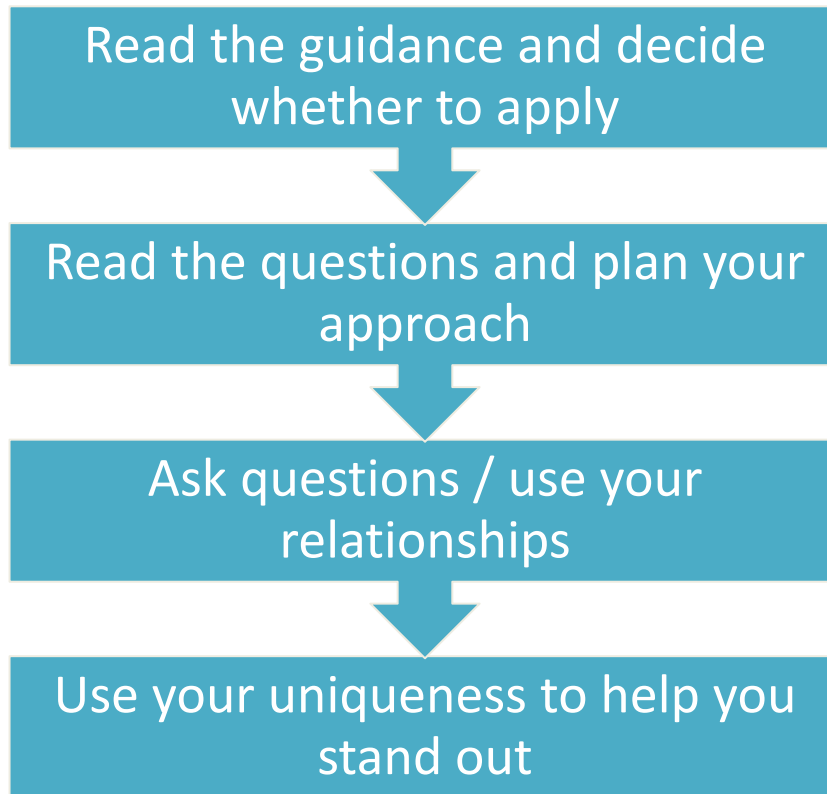 Read the guidance and decide
whether to apply
Read the questions and plan your
approach
Ask questions / use your
relationships
Use your uniqueness to help you
stand out